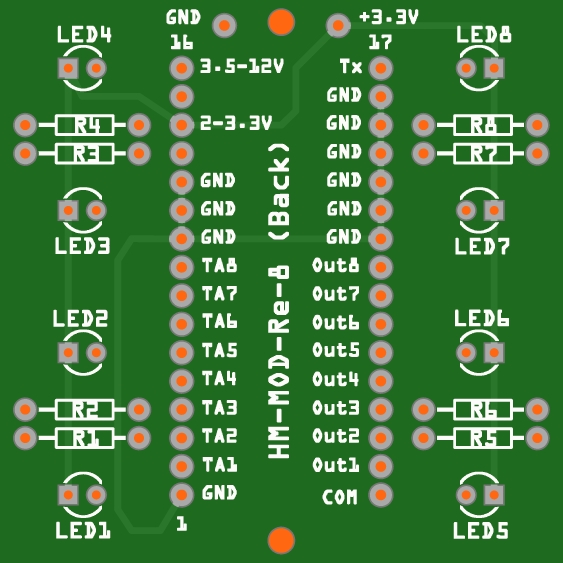 GND
+3.3V
16
17
LED4
LED8
3.5-12V
Tx
GND
R4
2-3.3V
GND
R8
R3
GND
R7
GND
GND
GND
GND
LED3
GND
GND
LED7
HM-MOD-Re-8 (Back)
TA8
Out8
TA7
Out7
LED2
TA6
Out6
LED6
TA5
Out5
TA4
Out4
R2
TA3
Out3
R6
R1
TA2
Out2
R5
TA1
Out1
GND
COM
LED1
1
LED5